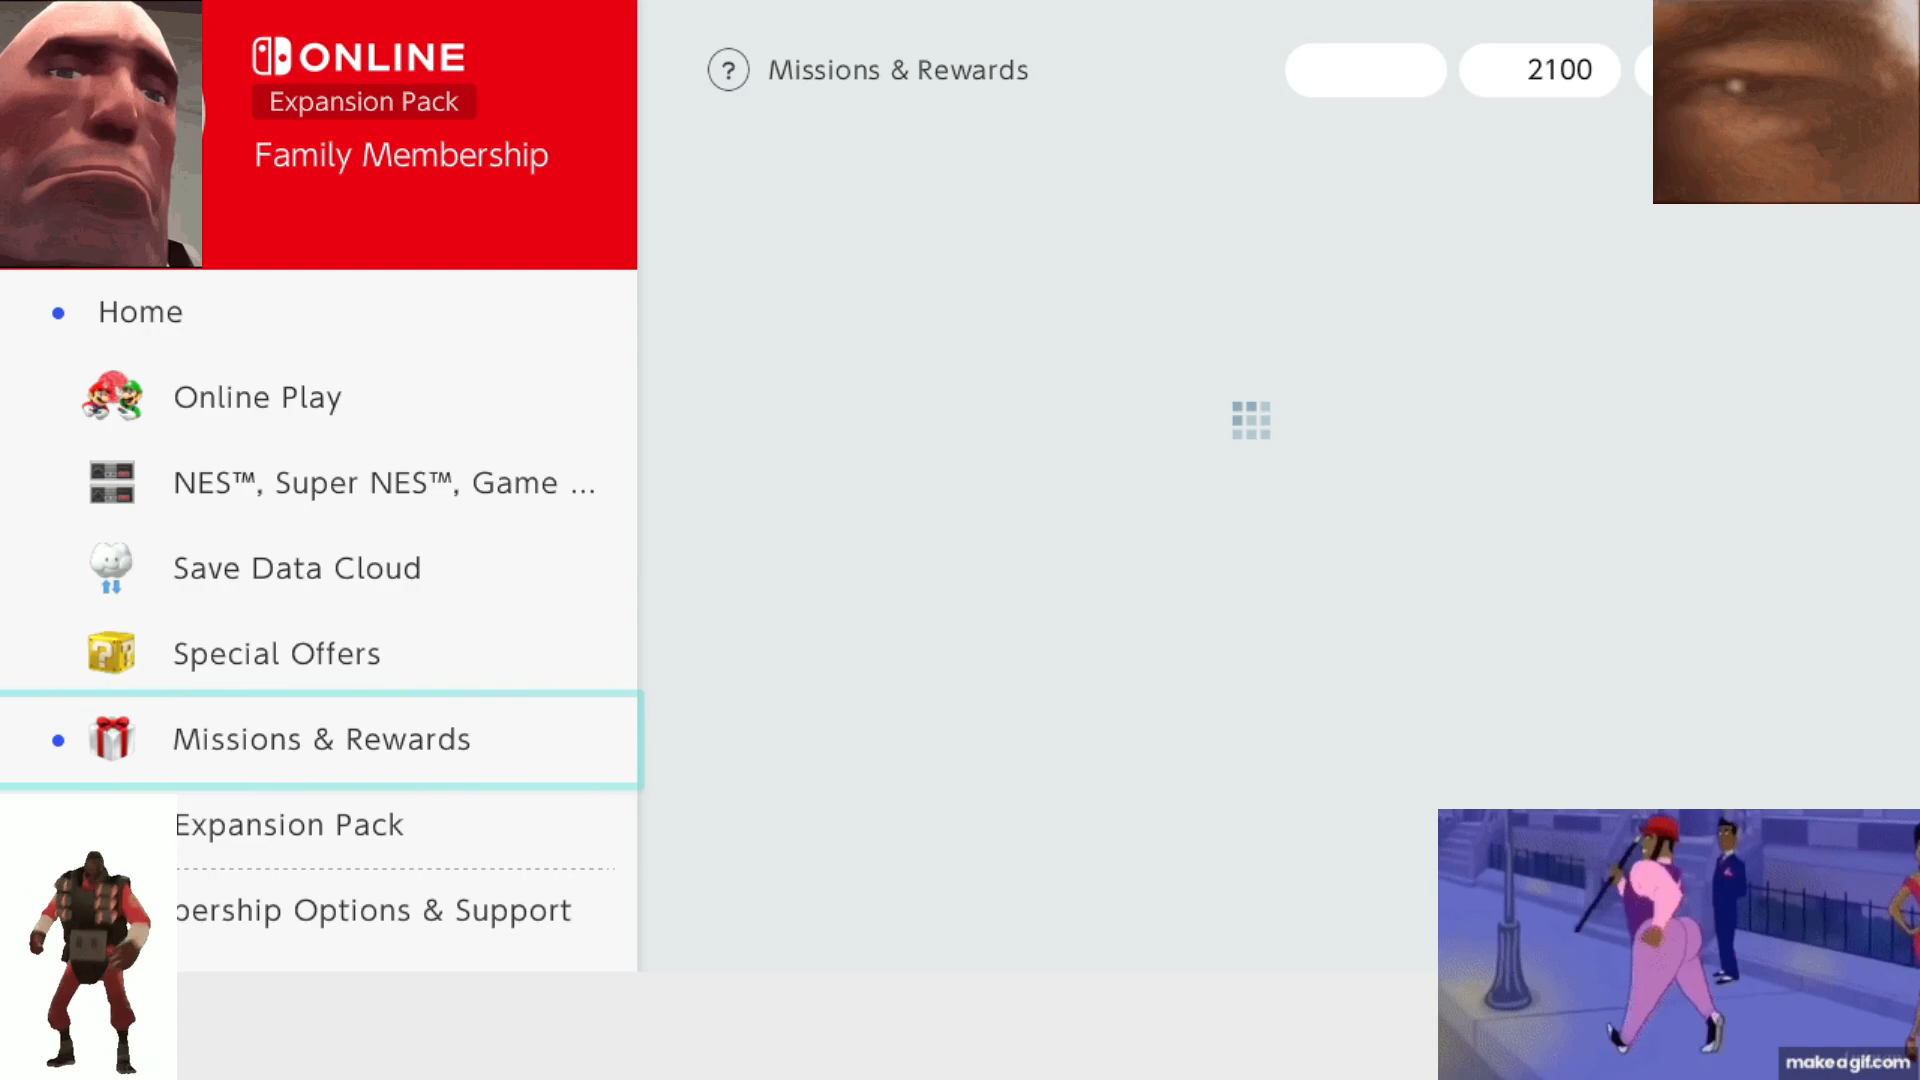 ONLINE
Expansion Pack
Family Membership
? Missions & Rewards
2100
Home
Online Play
NES™, Super NES™, Game ...
Save Data Cloud
Special Offers
Missions & Rewards
Expansion Pack
bership Options & Support
makeagif.com